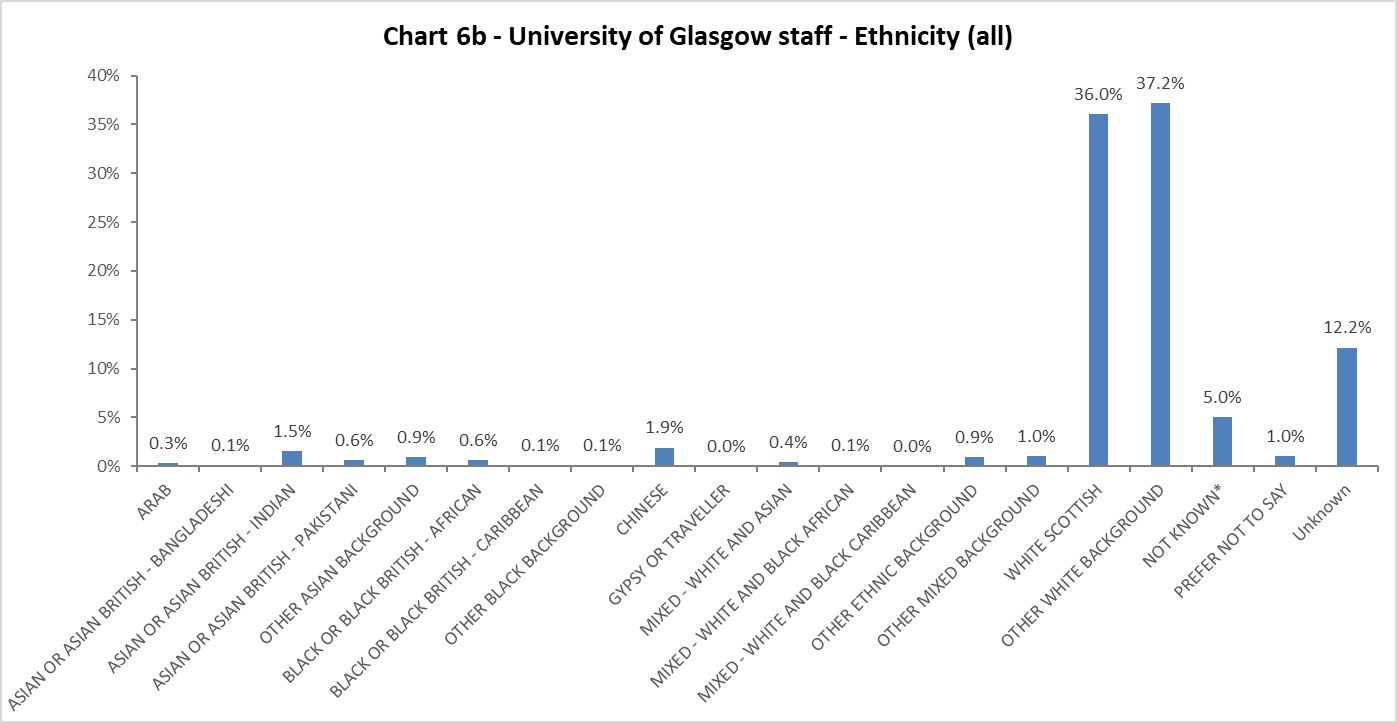 Chart 6b - University of Glasgow staff - Ethnicity (all)
40%
35%
30%
25%
20%
15%
10%
5%
0%
0.3%
0.1%
1.5%
0.6%
0.9%
0.6%
0.1%
0.1%
1.9%
0.0%
0.4%
0.1%
0.0%
0.9%
1.0%
36.0%
37.2%
5.0%
1.0%
12.2%
ARAB
ASIAN OR ASIAN BRITISH - BANGLADESHI
ASIAN OR ASIAN BRITISH - INDIAN
ASIAN OR ASIAN BRITISH - PAKISTANI
OTHER ASIAN BACKGROUND
BLACK OR BLACK BRITISH - AFRICAN
BLACK OR BLACK BRITISH - CARIBBEAN
OTHER BLACK BACKGROUND
CHINESE
GYPSY OR TRAVELLER
MIXED - WHITE AND ASIAN
MIXED - WHITE AND BLACK AFRICAN
MIXED - WHITE AND BLACK CARIBBEAN
OTHER ETHNIC BACKGROUND
OTHER MIXED BACKGROUND
WHITE SCOTTISH
OTHER WHITE BACKGROUND
NOT KNOWN*
PREFER NOT TO SAY
Unknown